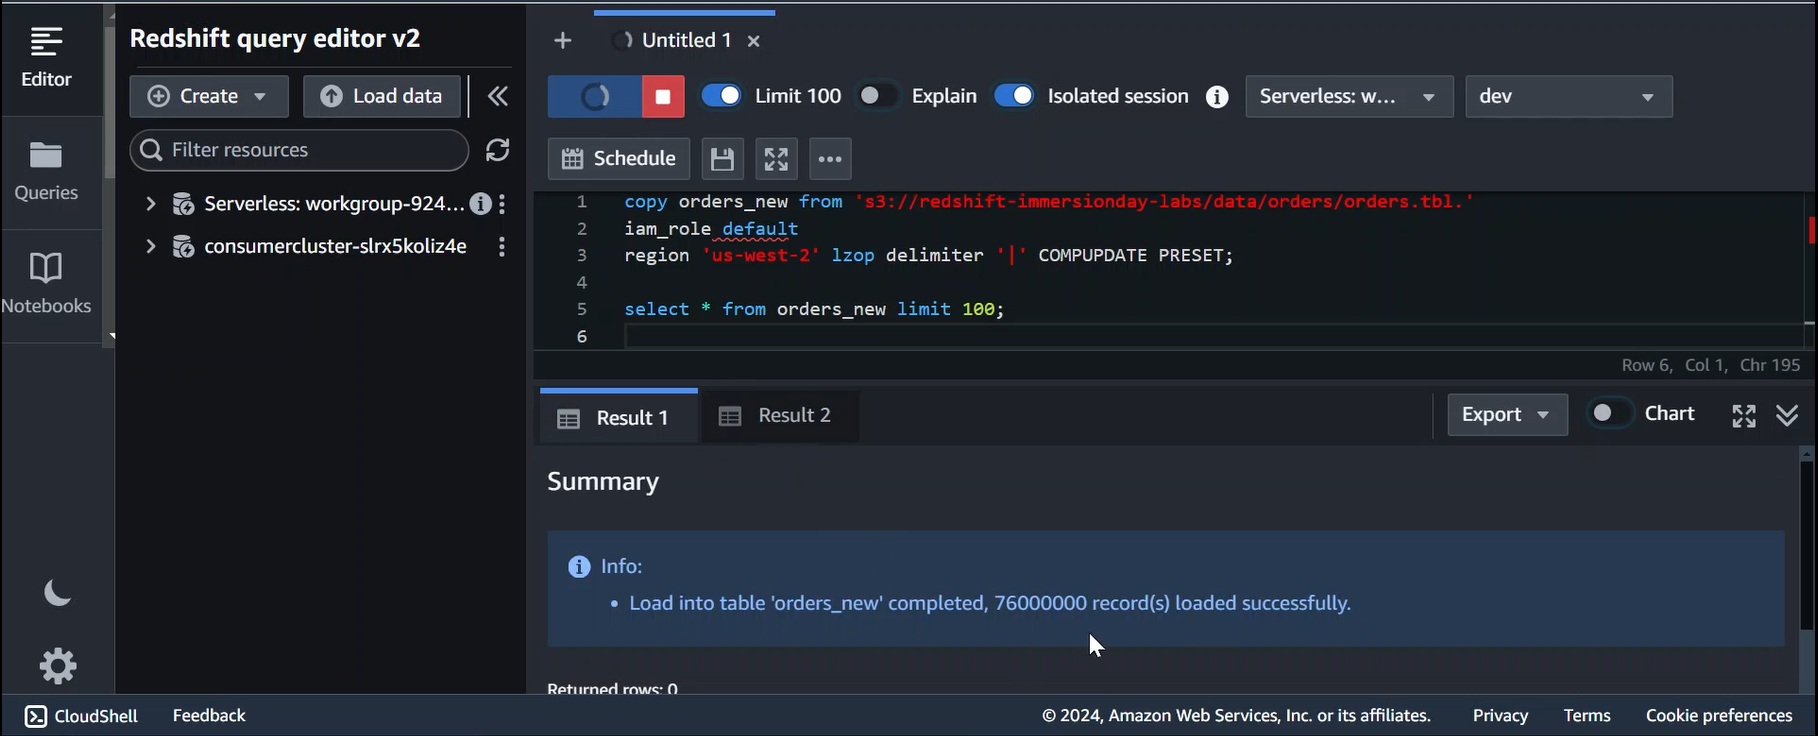 Redshift query editor v2
Editor
Create
Load data
Filter resources
Queries
Serverless: workgroup-924...
consumercluster-slrx5koliz4e
Notebooks
Untitled 1
Limit 100
Explain
Isolated session
Serverless: w...
dev
Schedule
1 copy orders_new from 's3://redshift-immersionday-labs/data/orders/orders.tbl.'
2 iam_role default
3 region 'us-west-2' lzop delimiter '|' COMPUPDATE PRESET;
4
5 select * from orders_new limit 100;
6
Row 6, Col 1, Chr 195
Result 1
Result 2
Export
Chart
Summary
Info:
• Load into table 'orders_new' completed, 76000000 record(s) loaded successfully.
Returned rows: 0
CloudShell
Feedback
© 2024, Amazon Web Services, Inc. or its affiliates.
Privacy
Terms
Cookie preferences